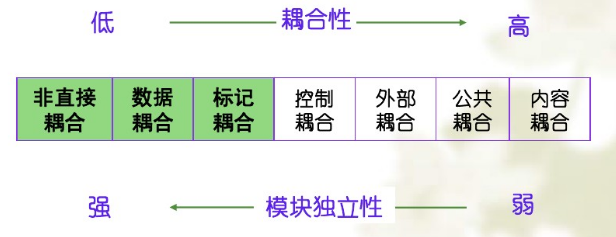 低 耦合性 高
非直接 数据 标记 控制 外部 公共 内容
耦合 耦合 耦合 耦合 耦合 耦合 耦合
强 模块独立性 弱